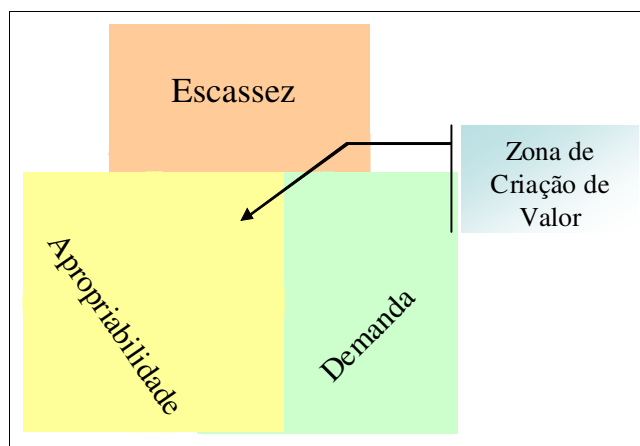 Escassez
Zona de
Criação de
Valor
Apropriabilidade
Demanda